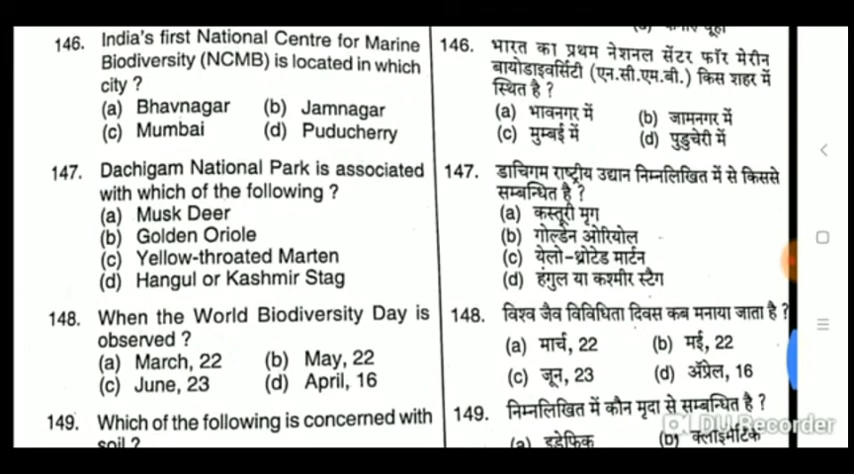 146. India's first National Centre for Marine
Biodiversity (NCMB) is located in which
city ?
(a) Bhavnagar (b) Jamnagar
(c) Mumbai (d) Puducherry
147. Dachigam National Park is associated
with which of the following ?
(a) Musk Deer
(b) Golden Oriole
(c) Yellow-throated Marten
(d) Hangul or Kashmir Stag
148. When the World Biodiversity Day is
observed ?
(a) March, 22 (b) May, 22
(c) June, 23 (d) April, 16
149. Which of the following is concerned with
soil ?
146. भारत का प्रथम नेशनल सेंटर फॉर मेरीन
बायोडाइवर्सिटी (एन.सी.एम.बी.) किस शहर में
स्थित है ?
(a) भावनगर में (b) जामनगर में
(c) मुम्बई में (d) पुडुचेरी में
147. डाचिगम राष्ट्रीय उद्यान निम्नलिखित में से किससे
सम्बन्धित है ?
(a) कस्तूरी मृग
(b) गोल्डेन ओरियोल
(c) येलो-थ्रोटेड मार्टन
(d) हंगुल या कश्मीर स्टैग
148. विश्व जैव विविधिता दिवस कब मनाया जाता है ?
(a) मार्च, 22 (b) मई, 22
(c) जून, 23 (d) अ‍ॅप्रेल, 16
149. निम्नलिखित में कौन मृदा से सम्बन्धित है ?
(a) इडेफिक (b) क्लाइमैटिक
DU Recorder